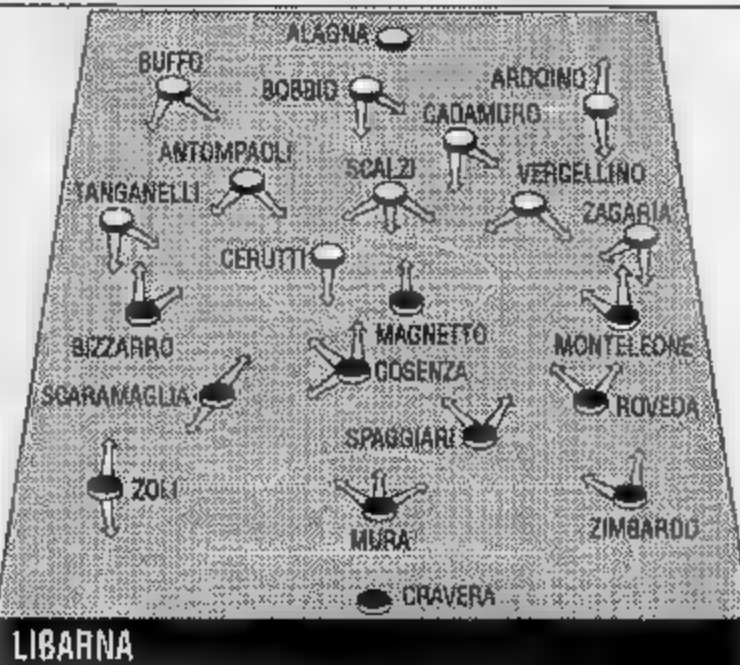 ALAGNA
BUFFO
BOBBIO
ARDOINO
CADAMURO
ANTOMPAOLI
SCALZI
VERGELLINO
TANGANELLI
ZAGARIA
CERUTTI
MAGNETTO
BIZZARRO
MONTELEONE
COSENZA
SCARAMAGLIA
ROVEDA
SPAGGIARI
ZOLI
ZIMBARDO
MURA
CRAVERA
LIBARNA